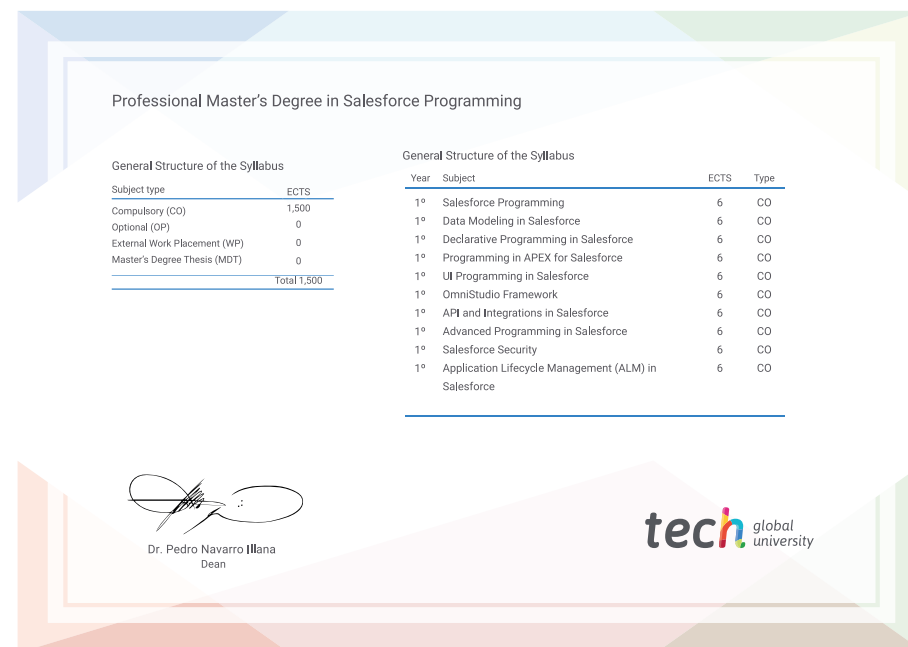 Professional Master's Degree in Salesforce Programming
General Structure of the Syllabus
Subject type ECTS
Compulsory (CO) 1,500
Optional (OP) 0
External Work Placement (WP) 0
Master's Degree Thesis (MDT) 0
Total 1,500
General Structure of the Syllabus
Year Subject ECTS Type
1º Salesforce Programming 6 CO
1º Data Modeling in Salesforce 6 CO
1º Declarative Programming in Salesforce 6 CO
1º Programming in APEX for Salesforce 6 CO
1º UI Programming in Salesforce 6 CO
1º OmniStudio Framework 6 CO
1º API and Integrations in Salesforce 6 CO
1º Advanced Programming in Salesforce 6 CO
1º Salesforce Security 6 CO
1º Application Lifecycle Management (ALM) in 6 CO
Salesforce
Dr. Pedro Navarro Illana
Dean
tech global
university